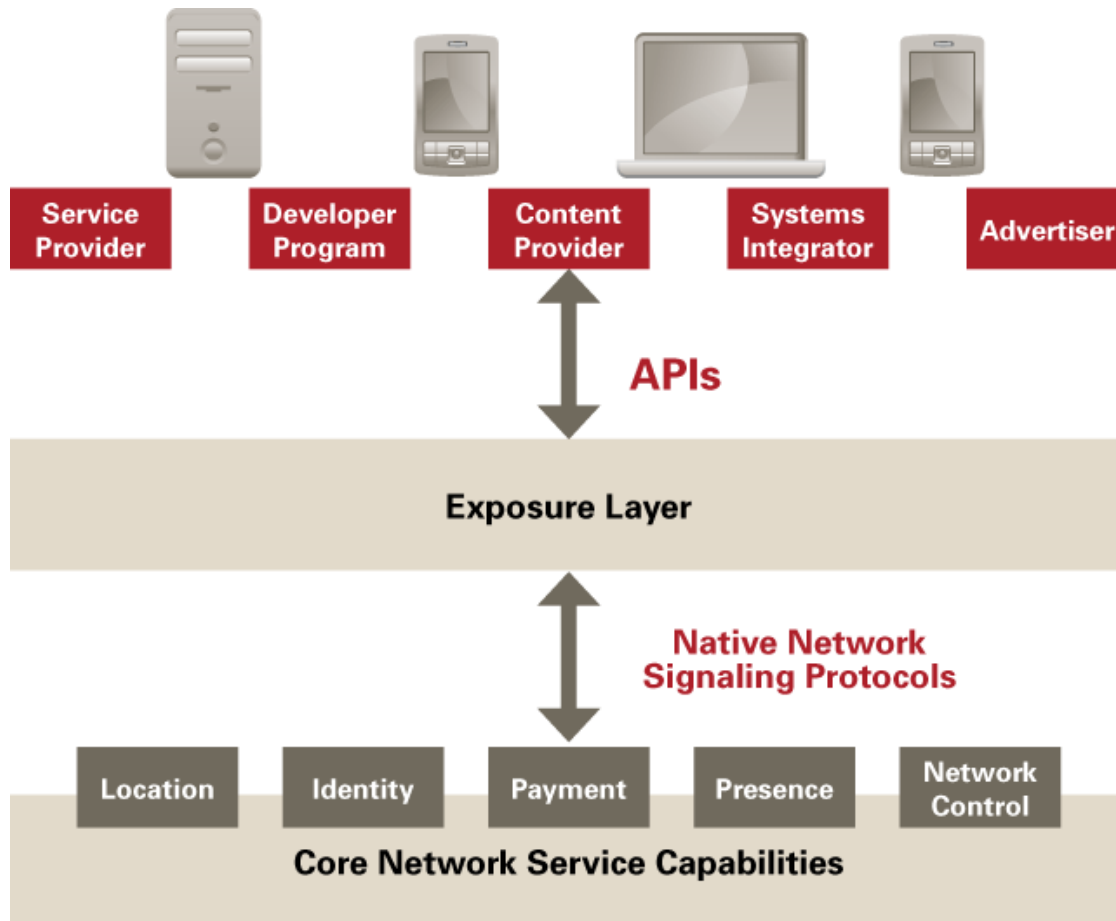 Service
Provider
Developer
Program
Content
Provider
Systems
Integrator
Advertiser
APIs
Exposure Layer
Native Network
Signaling Protocols
Location
Identity
Payment
Presence
Network
Control
Core Network Service Capabilities